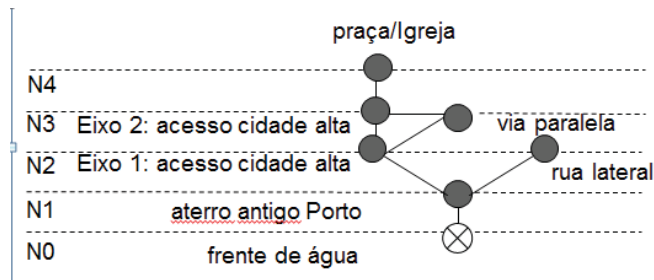 praça/Igreja
N4
N3 Eixo 2: acesso cidade alta via paralela
N2 Eixo 1: acesso cidade alta rua lateral
N1 aterro antigo Porto
N0 frente de água